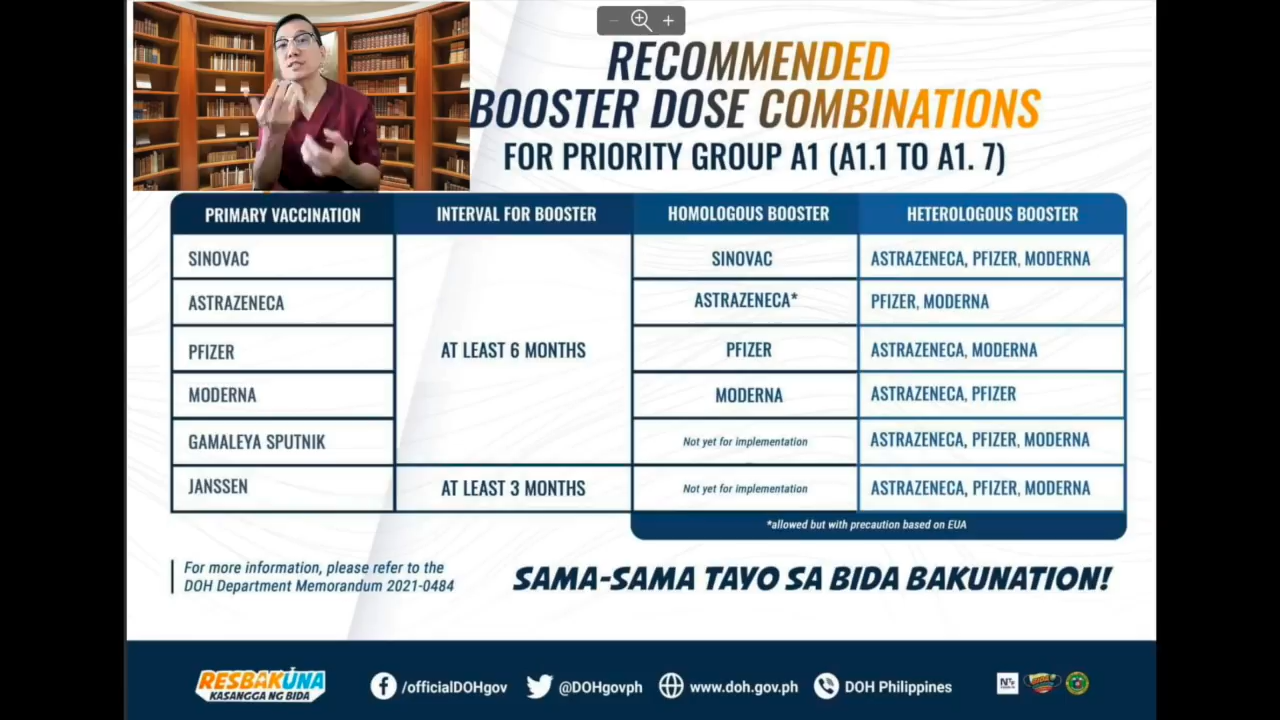 RECOMMENDED
BOOSTER DOSE COMBINATIONS
FOR PRIORITY GROUP A1 (A1.1 TO A1. 7)
PRIMARY VACCINATION INTERVAL FOR BOOSTER HOMOLOGOUS BOOSTER HETEROLOGOUS BOOSTER
SINOVAC SINOVAC ASTRAZENECA, PFIZER, MODERNA
ASTRAZENECA ASTRAZENECA* PFIZER, MODERNA
PFIZER AT LEAST 6 MONTHS PFIZER ASTRAZENECA, MODERNA
MODERNA MODERNA ASTRAZENECA, PFIZER
GAMALEYA SPUTNIK Not yet for implementation ASTRAZENECA, PFIZER, MODERNA
JANSSEN AT LEAST 3 MONTHS Not yet for implementation ASTRAZENECA, PFIZER, MODERNA
*allowed but with precaution based on EUA
For more information, please refer to the
DOH Department Memorandum 2021-0484
SAMA-SAMA TAYO SA BIDA BAKUNATION!
RESBAKUNA
KASANGGA NG BIDA
/officialDOHgov @DOHgovph www.doh.gov.ph DOH Philippines